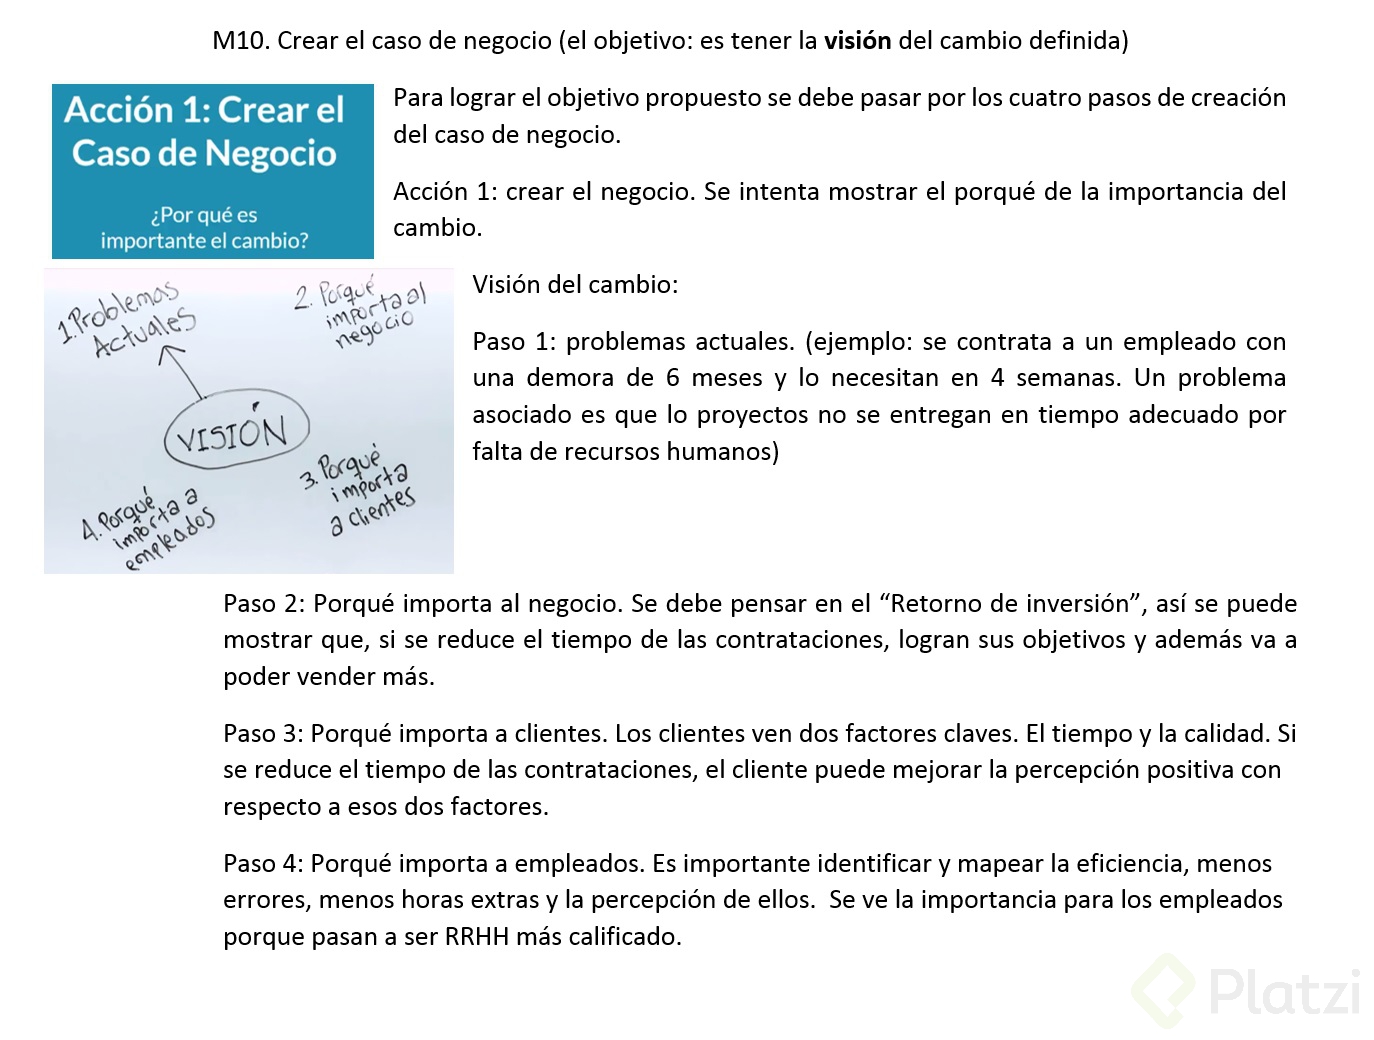 M10. Crear el caso de negocio (el objetivo: es tener la visión del cambio definida)
Acción 1: Crear el
Caso de Negocio
¿Por qué es
importante el cambio?
Para lograr el objetivo propuesto se debe pasar por los cuatro pasos de creación
del caso de negocio.
Acción 1: crear el negocio. Se intenta mostrar el porqué de la importancia del
cambio.
1. Problemas
Actuales
2. Porqué
importa al
negocio
VISIÓN
3. Porqué
importa
a clientes
4. Porqué
importa a
empleados
Visión del cambio:
Paso 1: problemas actuales. (ejemplo: se contrata a un empleado con
una demora de 6 meses y lo necesitan en 4 semanas. Un problema
asociado es que lo proyectos no se entregan en tiempo adecuado por
falta de recursos humanos)
Paso 2: Porqué importa al negocio. Se debe pensar en el “Retorno de inversión”, así se puede
mostrar que, si se reduce el tiempo de las contrataciones, logran sus objetivos y además va a
poder vender más.
Paso 3: Porqué importa a clientes. Los clientes ven dos factores claves. El tiempo y la calidad. Si
se reduce el tiempo de las contrataciones, el cliente puede mejorar la percepción positiva con
respecto a esos dos factores.
Paso 4: Porqué importa a empleados. Es importante identificar y mapear la eficiencia, menos
errores, menos horas extras y la percepción de ellos. Se ve la importancia para los empleados
porque pasan a ser RRHH más calificado.
Platzi